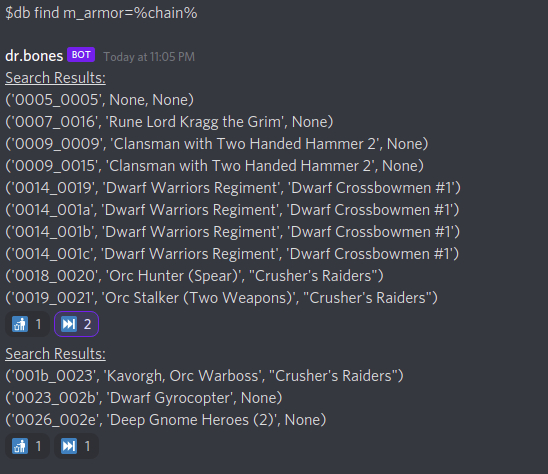 $db find m_armor=%chain%
dr.bones BOT Today at 11:05 PM
Search Results:
('0005_0005', None, None)
('0007_0016', 'Rune Lord Kragg the Grim', None)
('0009_0009', 'Clansman with Two Handed Hammer 2', None)
('0009_0015', 'Clansman with Two Handed Hammer 2', None)
('0014_0019', 'Dwarf Warriors Regiment', 'Dwarf Crossbowmen #1')
('0014_001a', 'Dwarf Warriors Regiment', 'Dwarf Crossbowmen #1')
('0014_001b', 'Dwarf Warriors Regiment', 'Dwarf Crossbowmen #1')
('0014_001c', 'Dwarf Warriors Regiment', 'Dwarf Crossbowmen #1')
('0018_0020', 'Orc Hunter (Spear)', "Crusher's Raiders")
('0019_0021', 'Orc Stalker (Two Weapons)', "Crusher's Raiders")
1 2
Search Results:
('001b_0023', 'Kavorgh, Orc Warboss', "Crusher's Raiders")
('0023_002b', 'Dwarf Gyrocopter', None)
('0026_002e', 'Deep Gnome Heroes (2)', None)
1 1